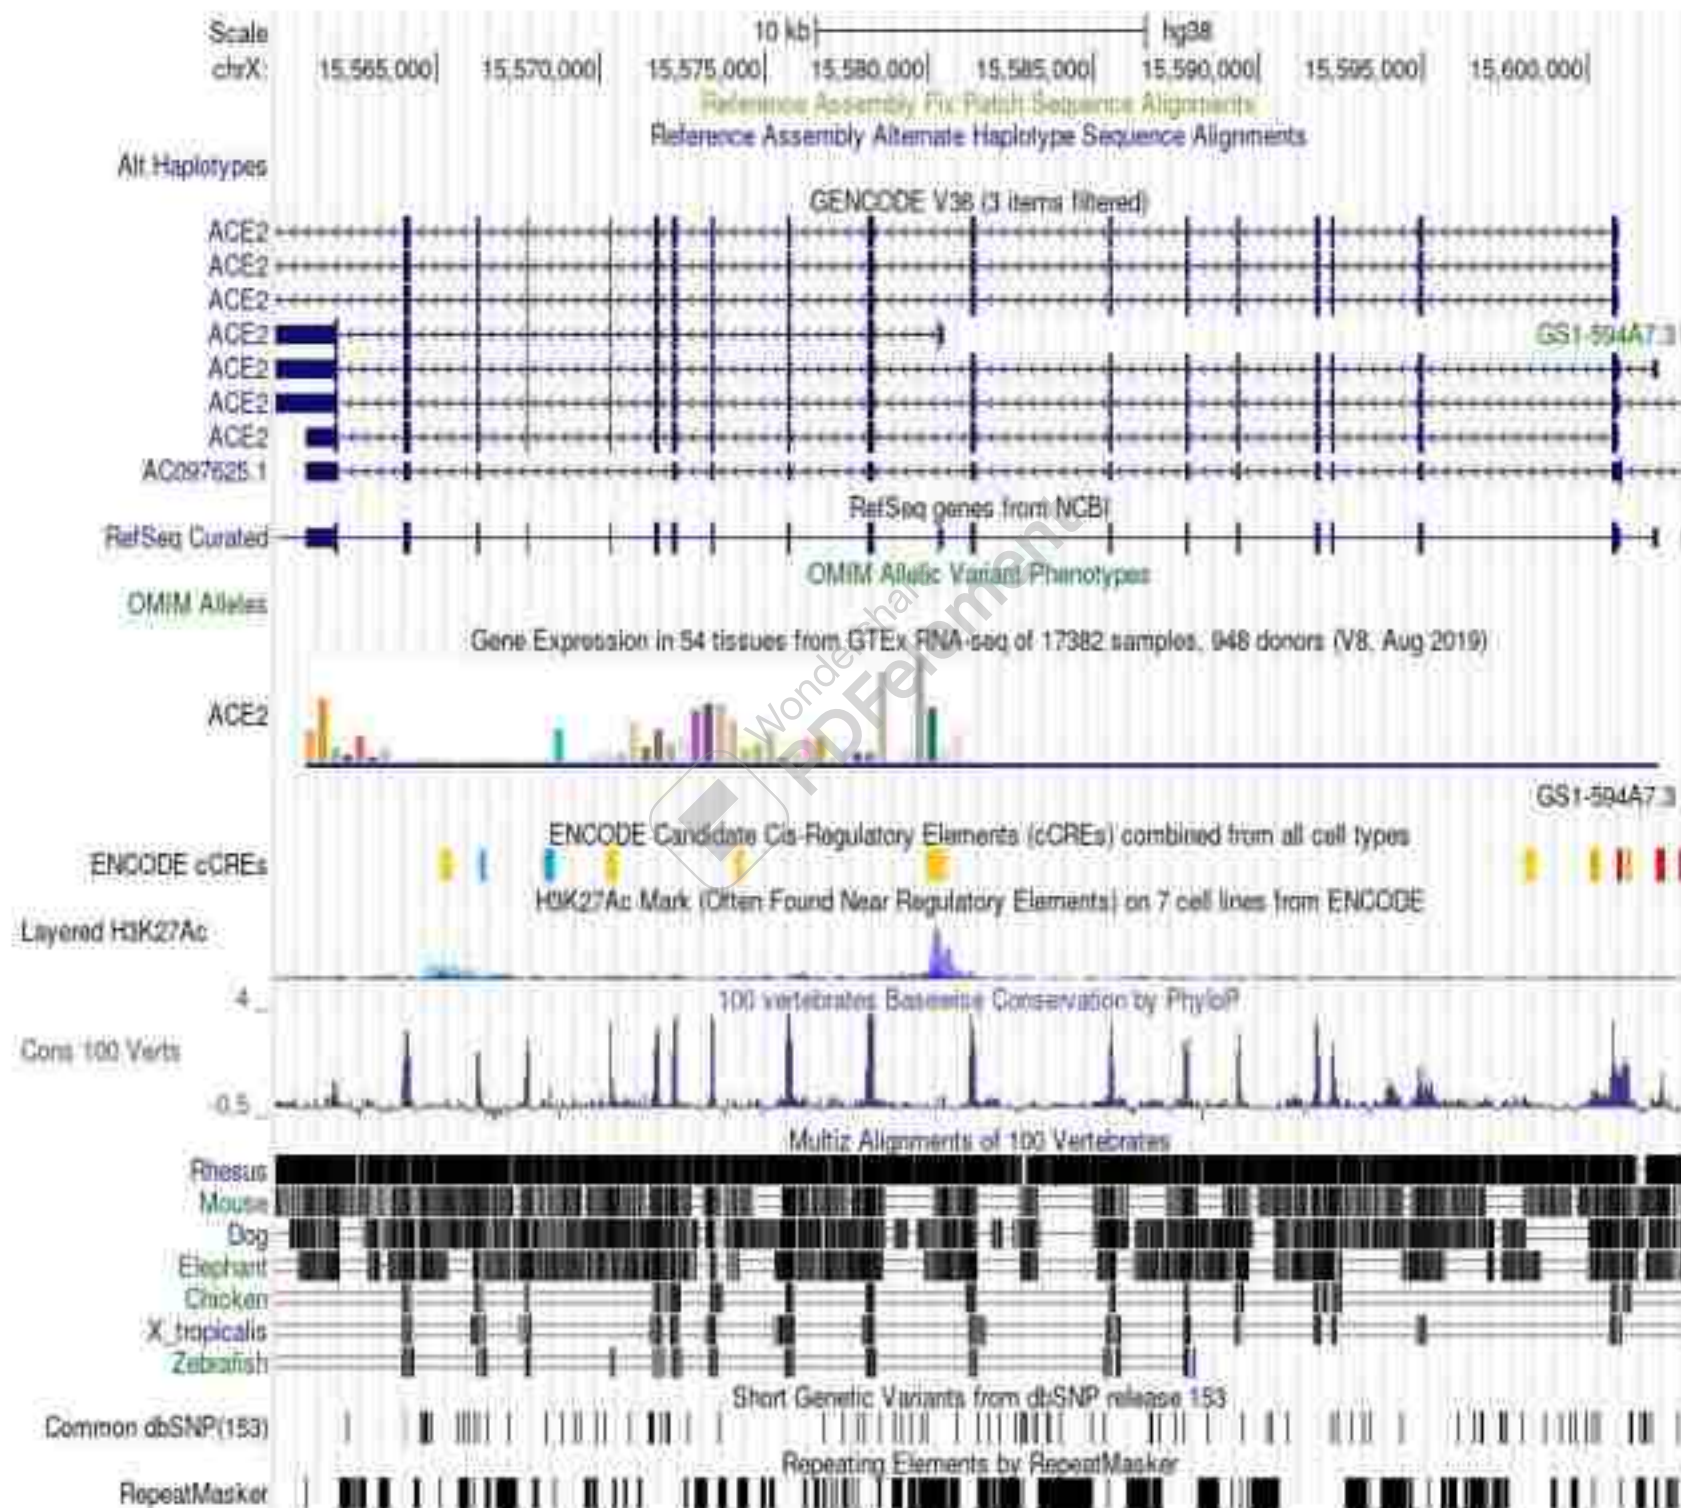 Scale 10 kb hg38
chrX: 15,565,000 15,570,000 15,575,000 15,580,000 15,585,000 15,590,000 15,595,000 15,600,000
Reference Assembly Fix Patch Sequence Alignments
Reference Assembly Alternate Haplotype Sequence Alignments
Alt Haplotypes
GENCODE V36 (3 items filtered)
ACE2
ACE2
ACE2
ACE2 GS1-594A7.3
ACE2
ACE2
ACE2
AC097625.1
RefSeq genes from NCBI
RefSeq Curated
OMIM Allelic Variant Phenotypes
OMIM Alleles
Gene Expression in 54 tissues from GTEx RNA-seq of 17382 samples, 948 donors (V8, Aug 2019)
ACE2
Wondershare
PDFelement
GS1-594A7.3
ENCODE Candidate Cis-Regulatory Elements (cCREs) combined from all cell types
ENCODE cCREs
H3K27Ac Mark (Often Found Near Regulatory Elements) on 7 cell lines from ENCODE
Layered H3K27Ac
100 vertebrates Basewise Conservation by PhyloP
4
Cons 100 Verts
-0.5
Multiz Alignments of 100 Vertebrates
Rhesus
Mouse
Dog
Elephant
Chicken
X_tropicalis
Zebrafish
Short Genetic Variants from dbSNP release 153
Common dbSNP(153)
Repeating Elements by RepeatMasker
RepeatMasker